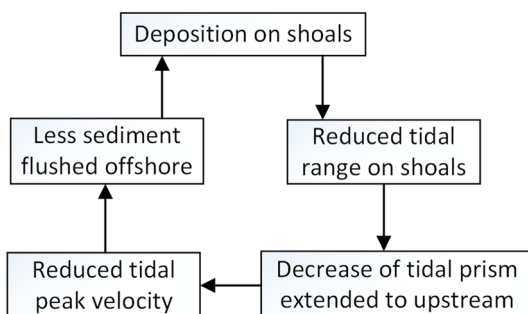 Deposition on shoals
Less sediment
flushed offshore
Reduced tidal
range on shoals
Reduced tidal
peak velocity
Decrease of tidal prism
extended to upstream